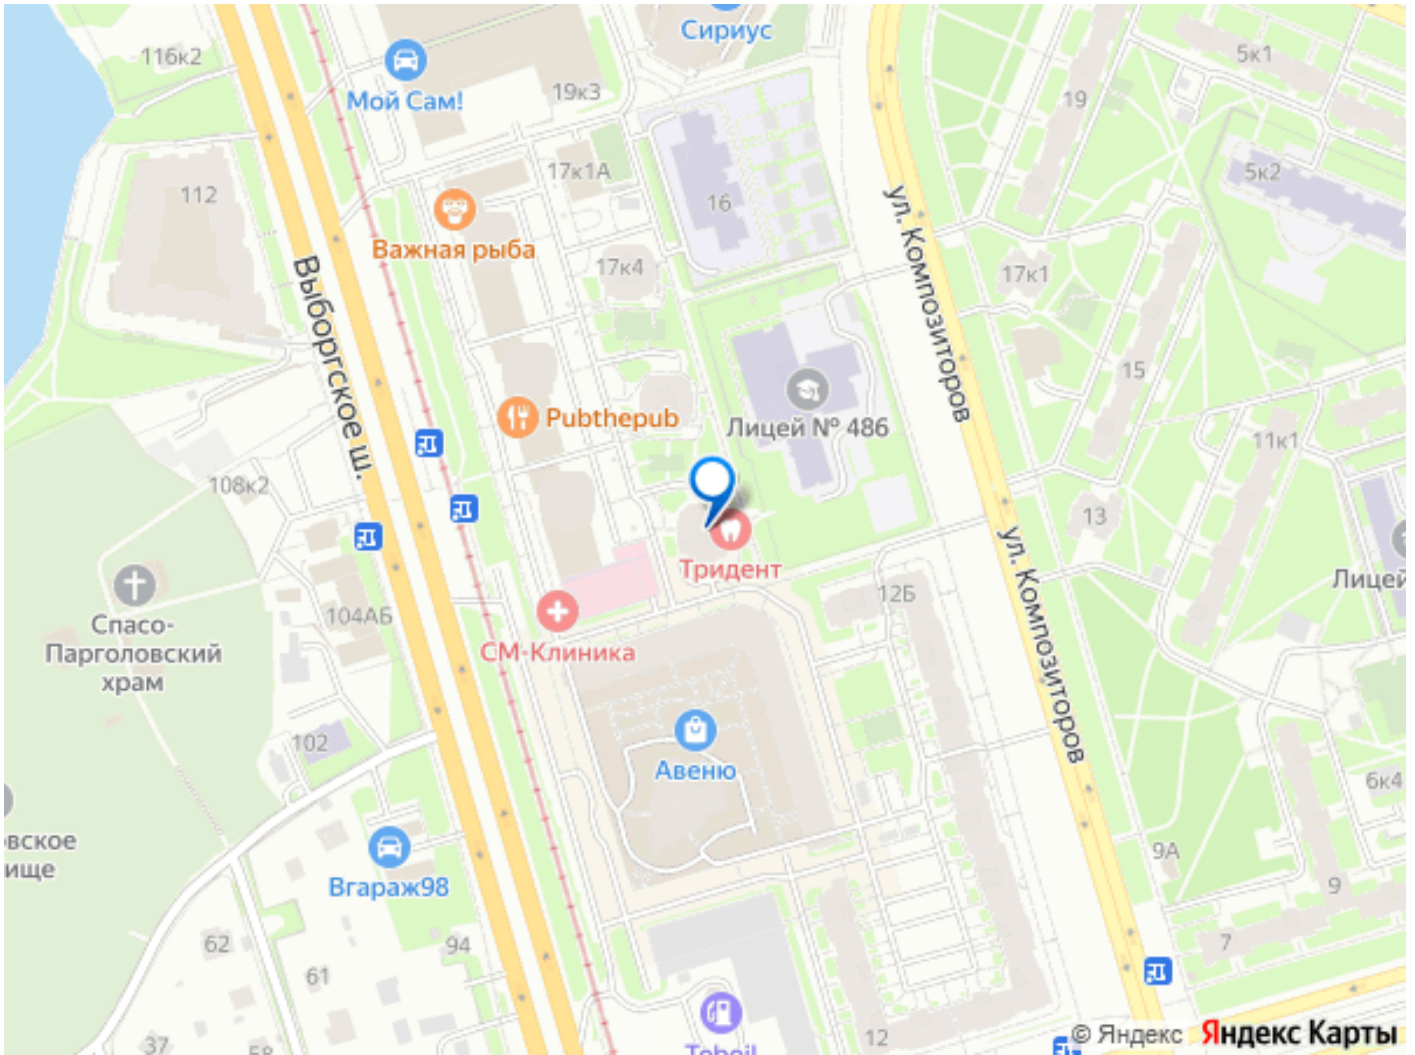 Сириус
116к2
5к1
Мой Сам!
19к3
19
17к1А
5к2
112
16
Важная рыба
17к4
17к1
Выборгское ш.
ул. Композиторов
15
Pubthepub
Лицей № 486
11к1
108к2
13
Тридент
ул. Композиторов
Лицей
12Б
104АБ
Спасо-
Парголовский
храм
СМ-Клиника
102
Авеню
6к4
вское
ище
9А
Вгараж98
9
62
94
7
61
12
37
58
Teboil
© Яндекс Яндекс Карты